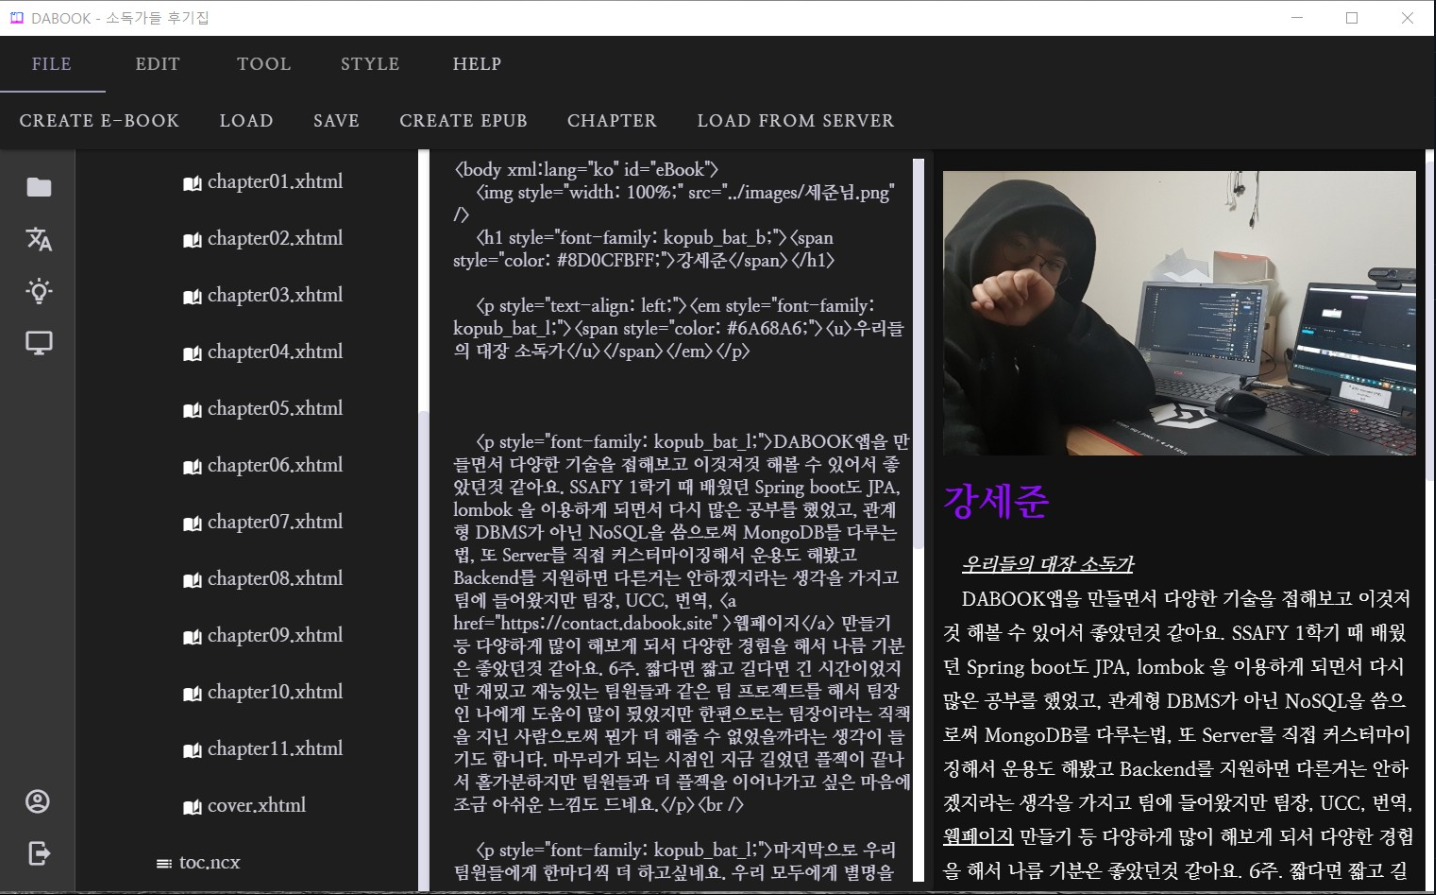 DABOOK - 소독가들 후기집
FILE EDIT TOOL STYLE HELP
CREATE E-BOOK LOAD SAVE CREATE EPUB CHAPTER LOAD FROM SERVER
chapter01.xhtml
chapter02.xhtml
chapter03.xhtml
chapter04.xhtml
chapter05.xhtml
chapter06.xhtml
chapter07.xhtml
chapter08.xhtml
chapter09.xhtml
chapter10.xhtml
chapter11.xhtml
cover.xhtml
toc.ncx
<body xml:lang="ko" id="eBook">
<img style="width: 100%;" src="../images/세준님.png"
/>
<h1 style="font-family: kopub_bat_b;"><span
style="color: #8D0CFBFF;">강세준</span></h1>
<p style="text-align: left;"><em style="font-family:
kopub_bat_l;"><span style="color: #6A68A6;"><u>우리들
의 대장 소독가</u></span></em></p>
<p style="font-family: kopub_bat_l;">DABOOK앱을 만
들면서 다양한 기술을 접해보고 이것저것 해볼 수 있어서 좋
았던것 같아요. SSAFY 1학기 때 배웠던 Spring boot도 JPA,
lombok 을 이용하게 되면서 다시 많은 공부를 했었고, 관계
형 DBMS가 아닌 NoSQL을 씀으로써 MongoDB를 다루는
법, 또 Server를 직접 커스터마이징해서 운용도 해봤고
Backend를 지원하면 다른거는 안하겠지라는 생각을 가지고
팀에 들어왔지만 팀장, UCC, 번역, <a
href="https://contact.dabook.site" >웹페이지</a> 만들기
등 다양하게 많이 해보게 되서 다양한 경험을 해서 나름 기분
은 좋았던것 같아요. 6주. 짧다면 짧고 길다면 긴 시간이었지
만 재밌고 재능있는 팀원들과 같은 팀 프로젝트를 해서 팀장
인 나에게 도움이 많이 됬었지만 한편으로는 팀장이라는 직책
을 지닌 사람으로써 뭔가 더 해줄 수 없었을까라는 생각이 들
기도 합니다. 마무리가 되는 시점인 지금 길었던 플젝이 끝나
서 홀가분하지만 팀원들과 더 플젝을 이어나가고 싶은 마음에
조금 아쉬운 느낌도 드네요.</p><br />
<p style="font-family: kopub_bat_l;">마지막으로 우리
팀원들에게 한마디씩 더 하고싶네요. 우리 모두에게 별명을
강세준
우리들의 대장 소독가
DABOOK앱을 만들면서 다양한 기술을 접해보고 이것저
것 해볼 수 있어서 좋았던것 같아요. SSAFY 1학기 때 배웠
던 Spring boot도 JPA, lombok 을 이용하게 되면서 다시
많은 공부를 했었고, 관계형 DBMS가 아닌 NoSQL을 씀으
로써 MongoDB를 다루는법, 또 Server를 직접 커스터마이
징해서 운용도 해봤고 Backend를 지원하면 다른거는 안하
겠지라는 생각을 가지고 팀에 들어왔지만 팀장, UCC, 번역,
웹페이지 만들기 등 다양하게 많이 해보게 되서 다양한 경험
을 해서 나름 기분은 좋았던것 같아요. 6주. 짧다면 짧고 길